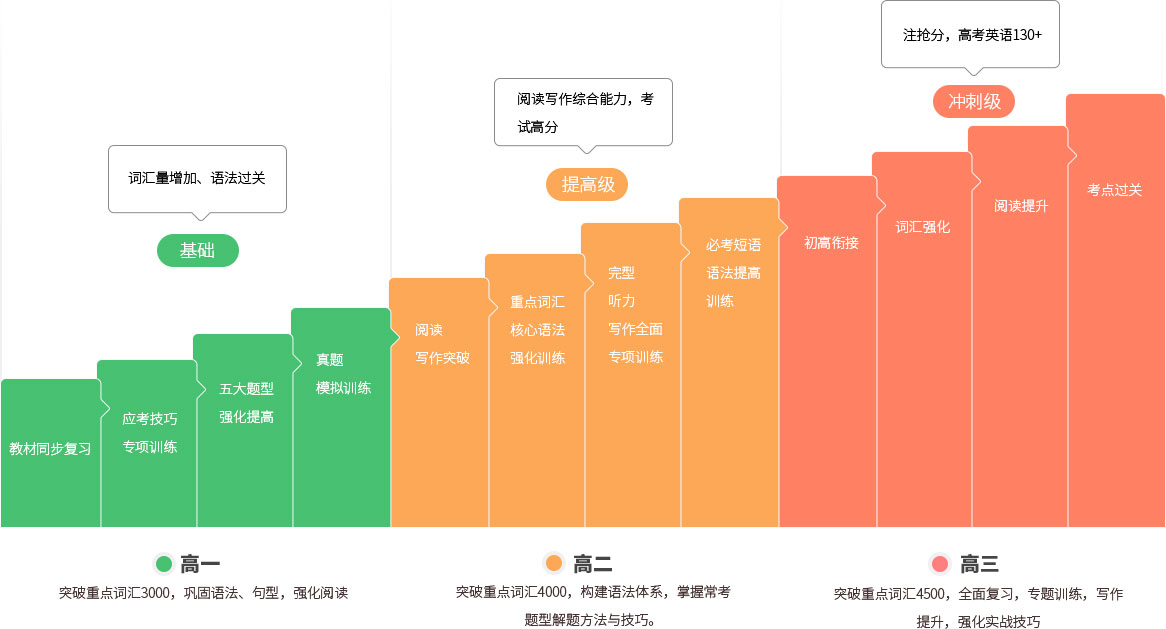 注抢分，高考英语130+
冲刺级
阅读写作综合能力，考
试高分
提高级
词汇量增加、语法过关
基础
教材同步复习
应考技巧
专项训练
五大题型
强化提高
真题
模拟训练
阅读
写作突破
重点词汇
核心语法
强化训练
完型
听力
写作全面
专项训练
必考短语
语法提高
训练
初高衔接
词汇强化
阅读提升
考点过关
高一
突破重点词汇3000，巩固语法、句型，强化阅读
高二
突破重点词汇4000，构建语法体系，掌握常考
题型解题方法与技巧。
高三
突破重点词汇4500，全面复习，专题训练，写作
提升，强化实战技巧